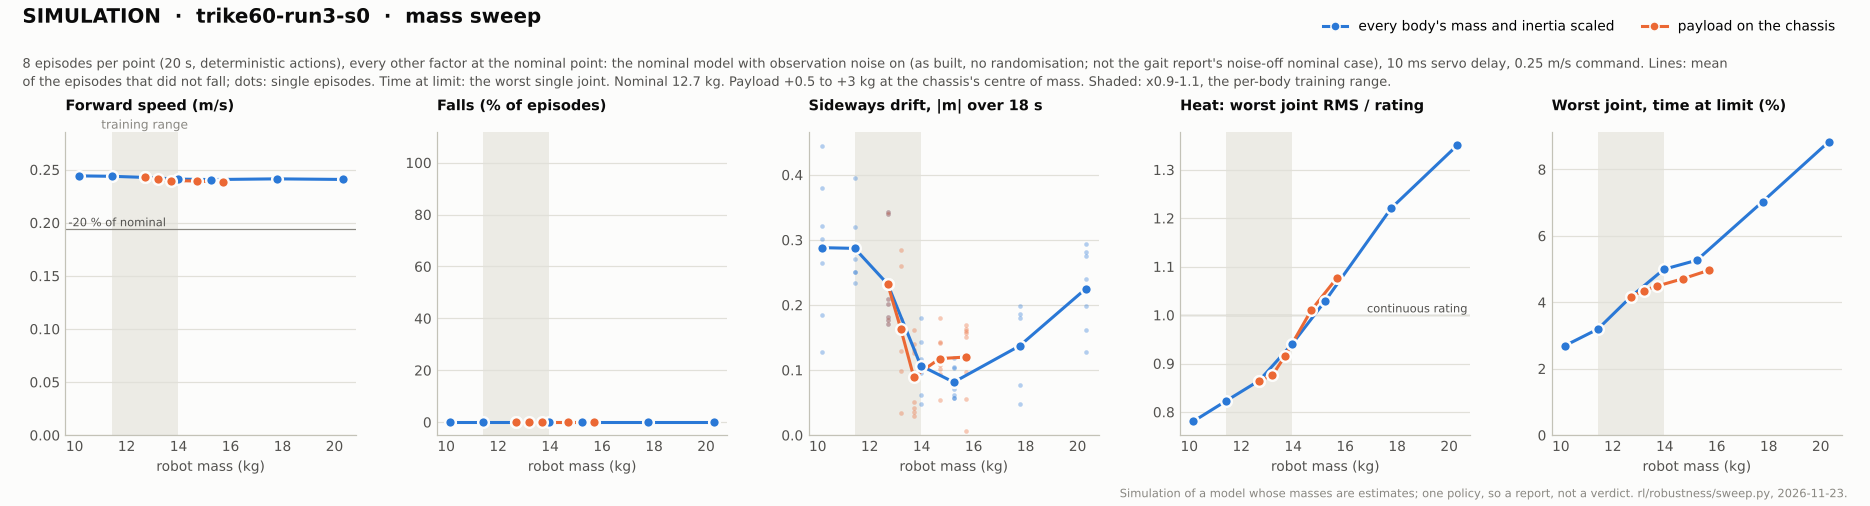 SIMULATION · trike60-run3-s0 · mass sweep
every body's mass and inertia scaled
payload on the chassis
8 episodes per point (20 s, deterministic actions), every other factor at the nominal point: the nominal model with observation noise on (as built, no randomisation; not the gait report's noise-off nominal case), 10 ms servo delay, 0.25 m/s command. Lines: mean
of the episodes that did not fall; dots: single episodes. Time at limit: the worst single joint. Nominal 12.7 kg. Payload +0.5 to +3 kg at the chassis's centre of mass. Shaded: x0.9-1.1, the per-body training range.
Forward speed (m/s)
training range
0.25
0.20
0.15
0.10
0.05
0.00
-20 % of nominal
10 12 14 16 18 20
robot mass (kg)
Falls (% of episodes)
100
80
60
40
20
0
10 12 14 16 18 20
robot mass (kg)
Sideways drift, |m| over 18 s
0.4
0.3
0.2
0.1
0.0
10 12 14 16 18 20
robot mass (kg)
Heat: worst joint RMS / rating
1.3
1.2
1.1
1.0
0.9
0.8
continuous rating
10 12 14 16 18 20
robot mass (kg)
Worst joint, time at limit (%)
8
6
4
2
0
10 12 14 16 18 20
robot mass (kg)
Simulation of a model whose masses are estimates; one policy, so a report, not a verdict. rl/robustness/sweep.py, 2026-11-23.